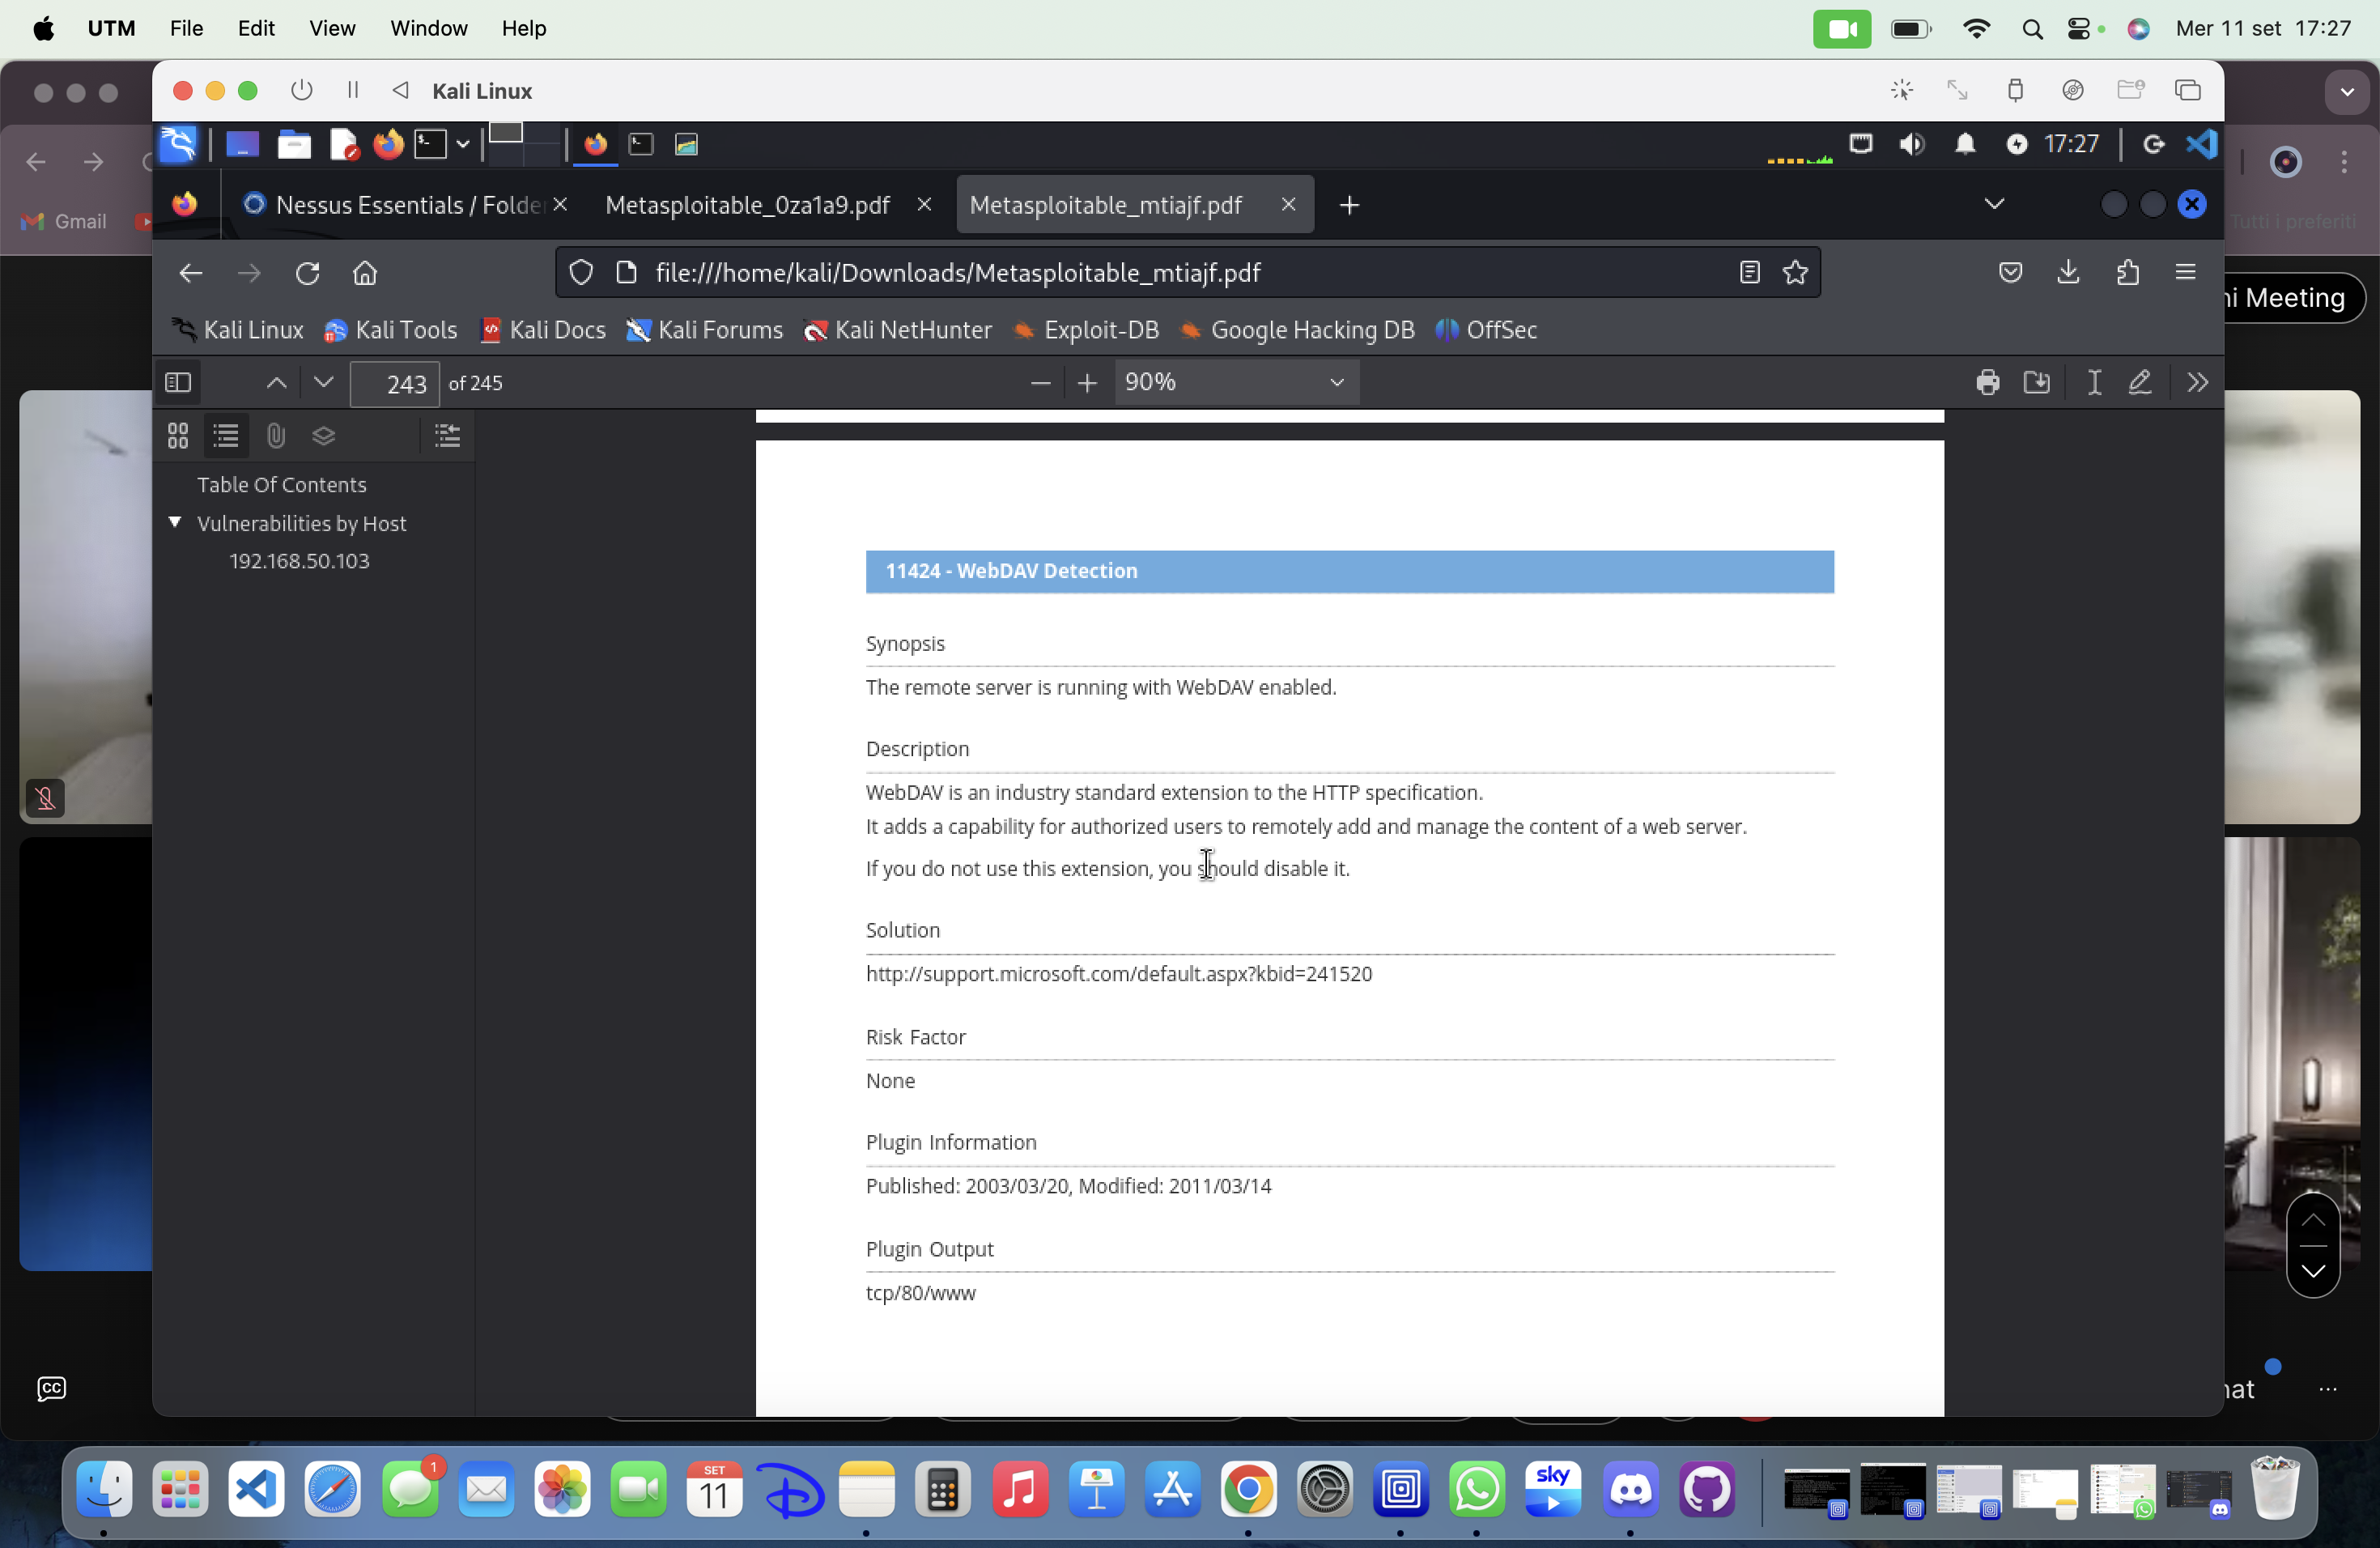 UTM File Edit View Window Help
Mer 11 set 17:27
Kali Linux
17:27
Nessus Essentials / Folde
Metasploitable_0za1a9.pdf
Metasploitable_mtiajf.pdf
Gmail
Tutti i preferiti
file:///home/kali/Downloads/Metasploitable_mtiajf.pdf
ni Meeting
Kali Linux Kali Tools Kali Docs Kali Forums Kali NetHunter Exploit-DB Google Hacking DB OffSec
243 of 245
90%
Table Of Contents
Vulnerabilities by Host
192.168.50.103
11424 - WebDAV Detection
Synopsis
The remote server is running with WebDAV enabled.
Description
WebDAV is an industry standard extension to the HTTP specification.
It adds a capability for authorized users to remotely add and manage the content of a web server.
If you do not use this extension, you should disable it.
Solution
http://support.microsoft.com/default.aspx?kbid=241520
Risk Factor
None
Plugin Information
Published: 2003/03/20, Modified: 2011/03/14
Plugin Output
tcp/80/www
CC
hat
1
SET
11
sky